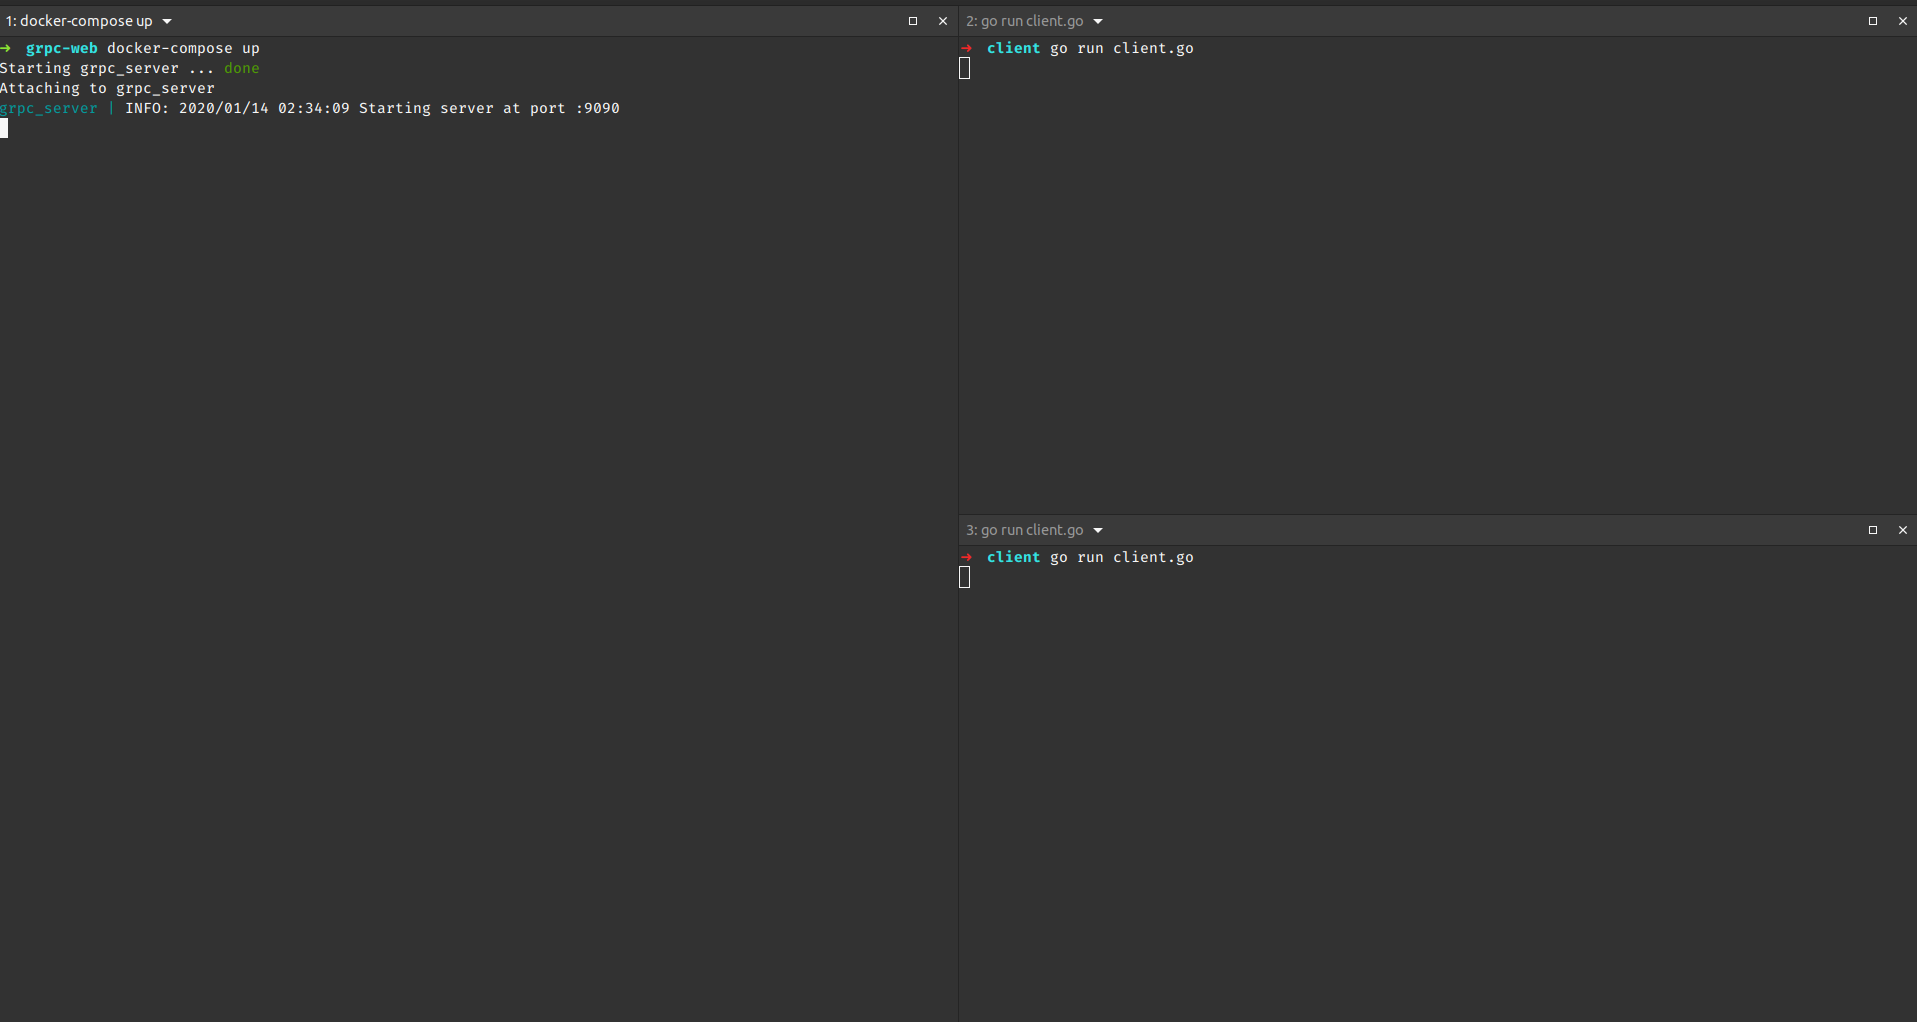 1: docker-compose up
➜ grpc-web docker-compose up
Starting grpc_server ... done
Attaching to grpc_server
grpc_server | INFO: 2020/01/14 02:34:09 Starting server at port :9090
2: go run client.go
➜ client go run client.go
3: go run client.go
➜ client go run client.go